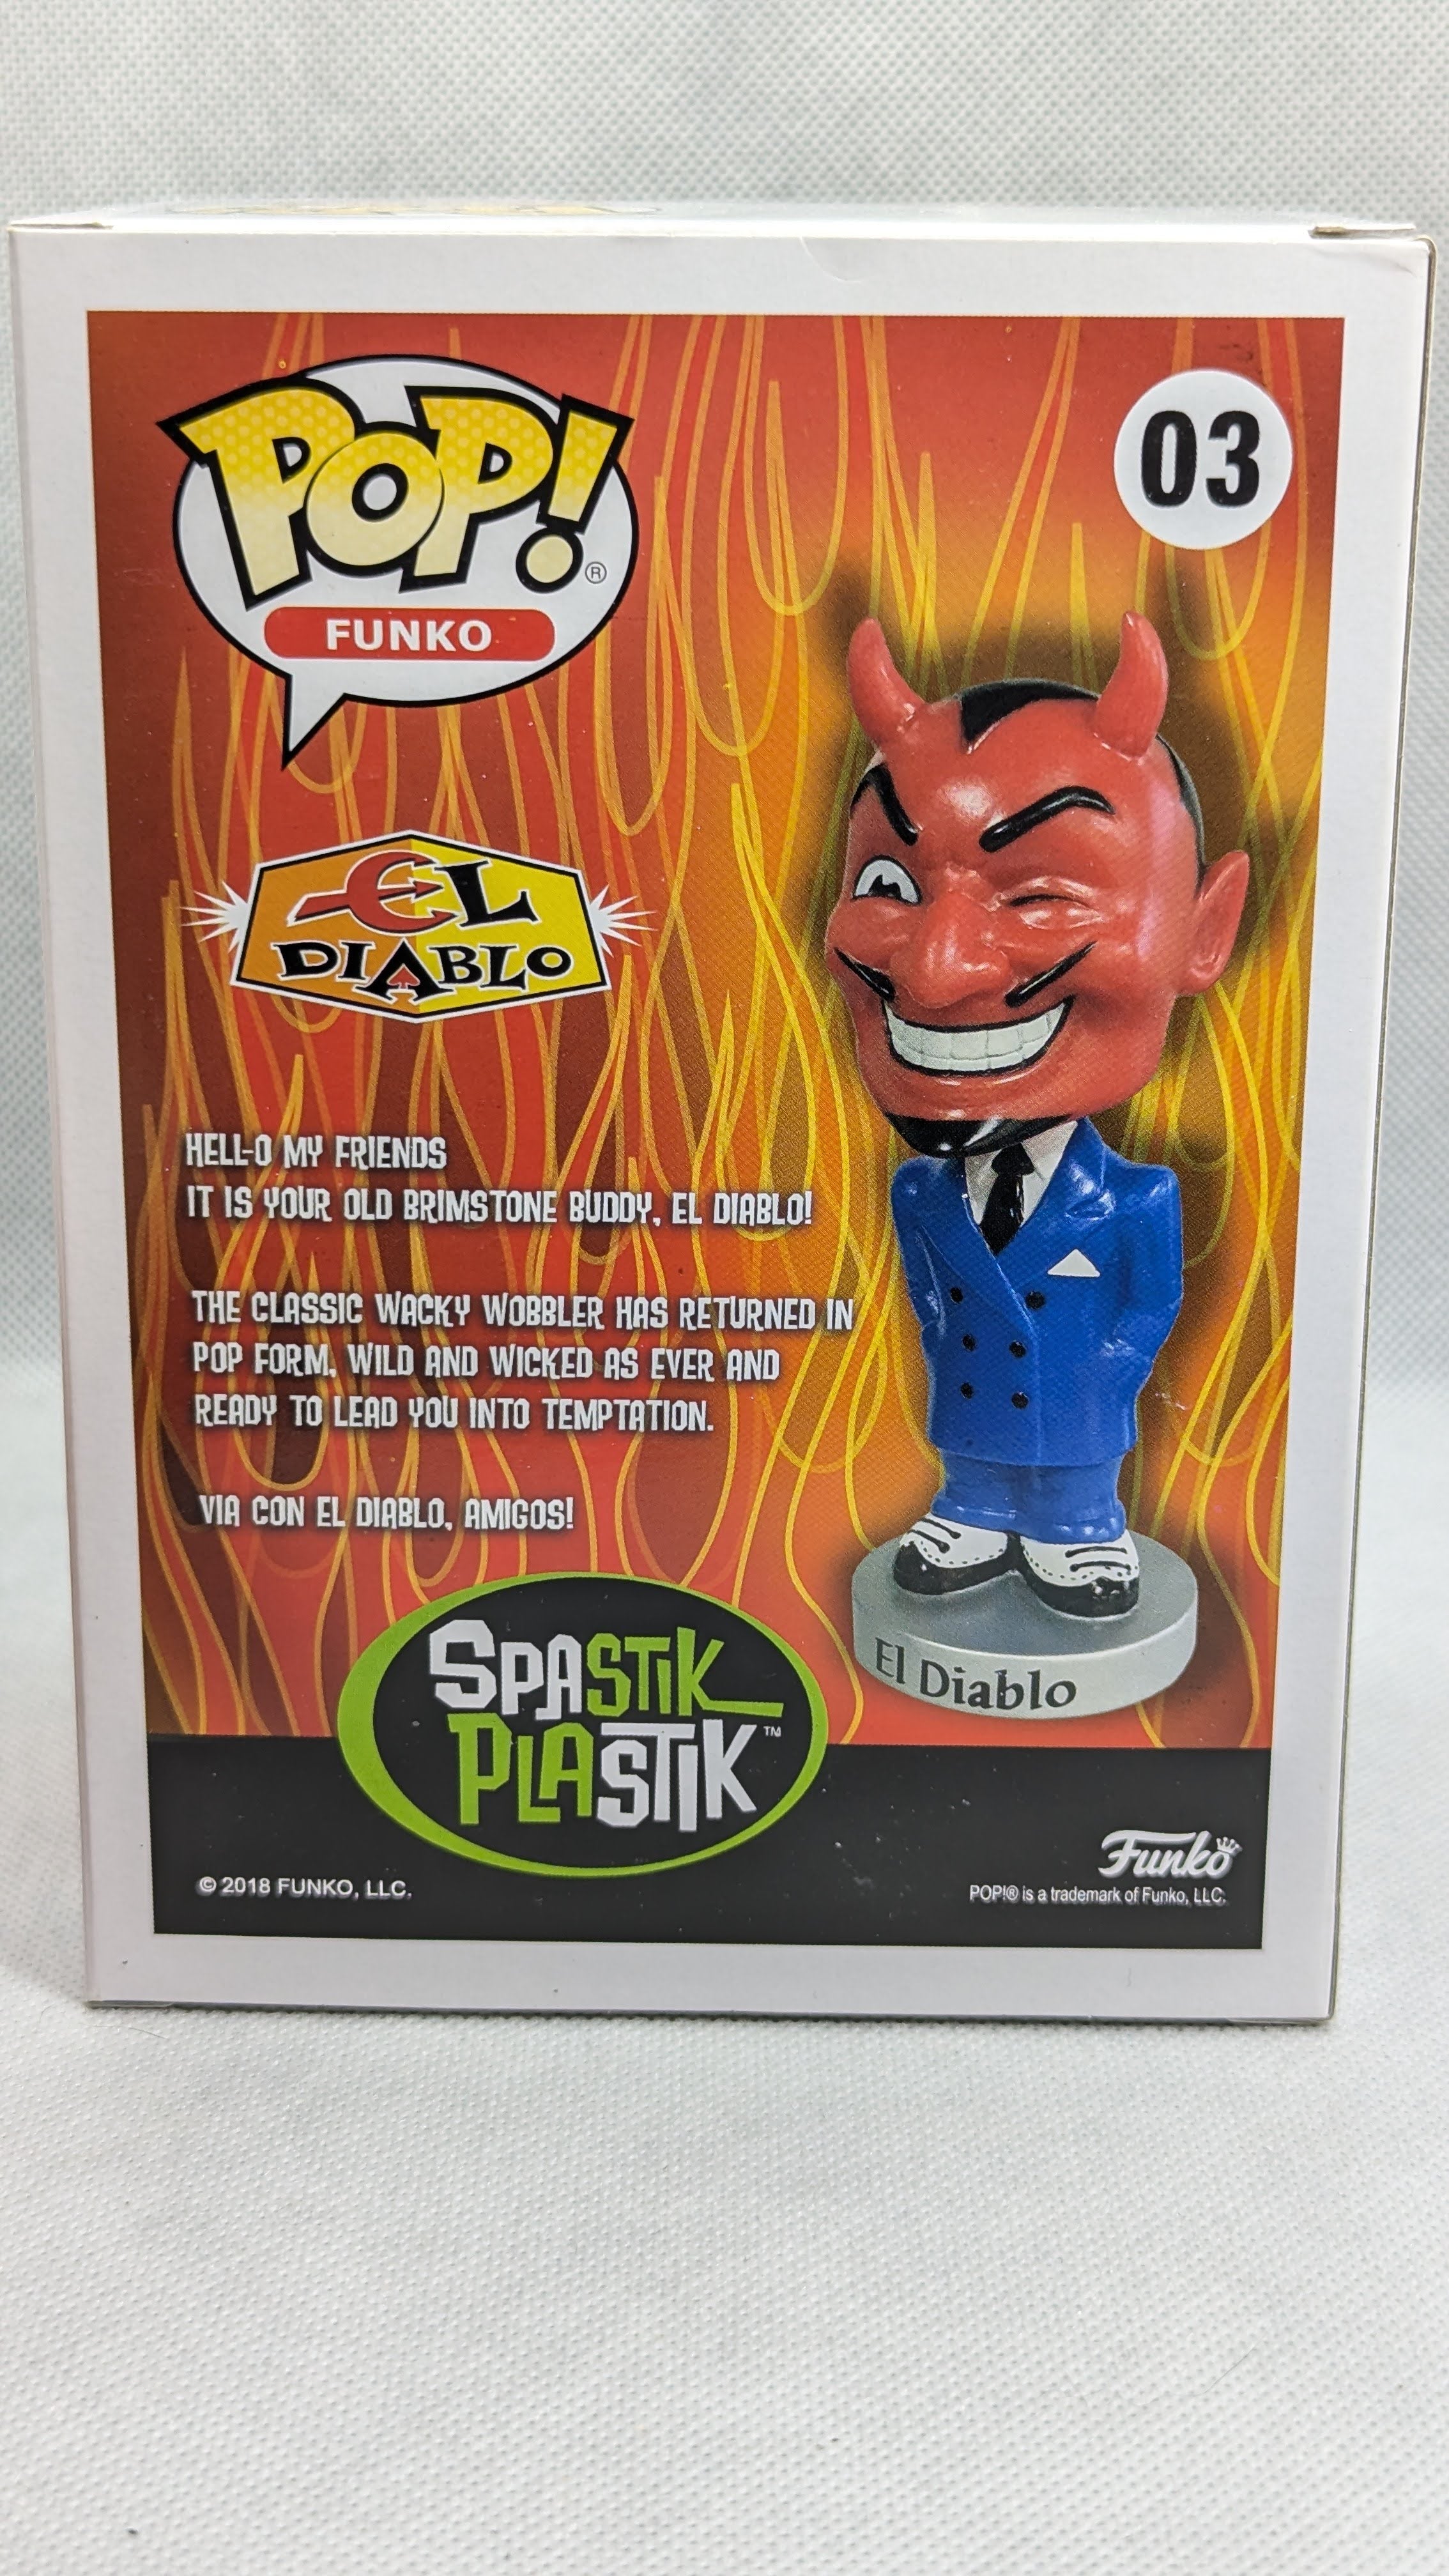 POP!®
FUNKO
03
EL
DIABLO
HELL-O MY FRIENDS
IT IS YOUR OLD BRIMSTONE BUDDY, EL DIABLO!
THE CLASSIC WACKY WOBBLER HAS RETURNED IN
POP FORM, WILD AND WICKED AS EVER AND
READY TO LEAD YOU INTO TEMPTATION.
VIA CON EL DIABLO, AMIGOS!
El Diablo
SPASTIK
PLASTIK™
© 2018 FUNKO, LLC.
Funko
POP!® is a trademark of Funko, LLC.